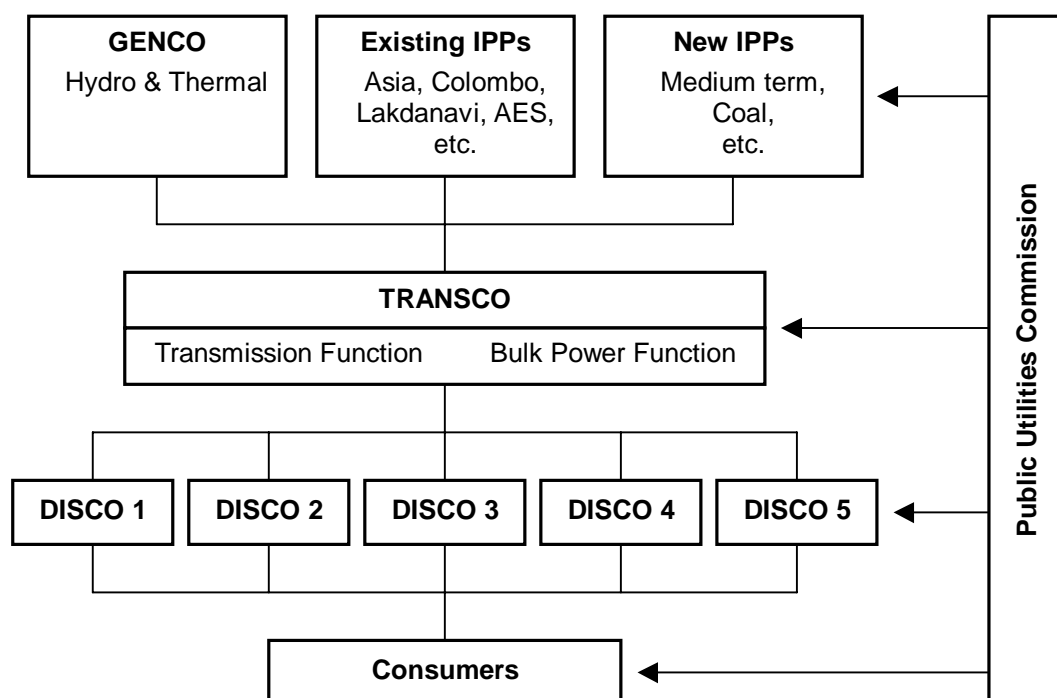 GENCO
Hydro & Thermal
Existing IPPs
Asia, Colombo,
Lakdanavi, AES,
etc.
New IPPs
Medium term,
Coal,
etc.
Public Utilities Commission
TRANSCO
Transmission Function
Bulk Power Function
DISCO 1
DISCO 2
DISCO 3
DISCO 4
DISCO 5
Consumers